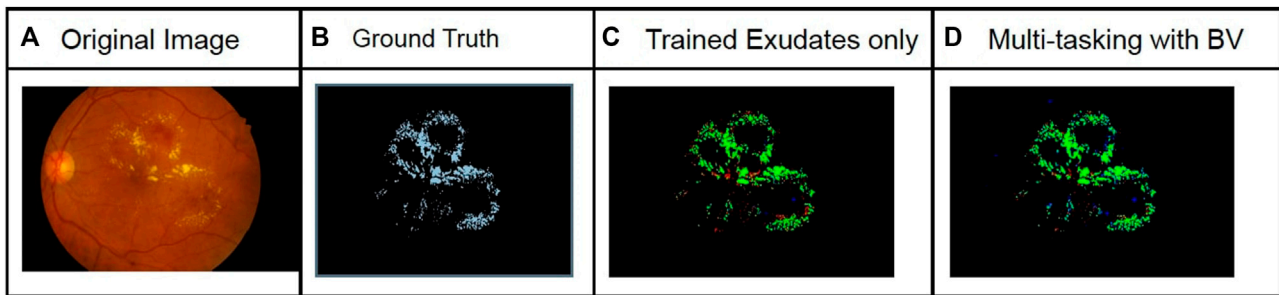 A Original Image
B Ground Truth
C Trained Exudates only
D Multi-tasking with BV